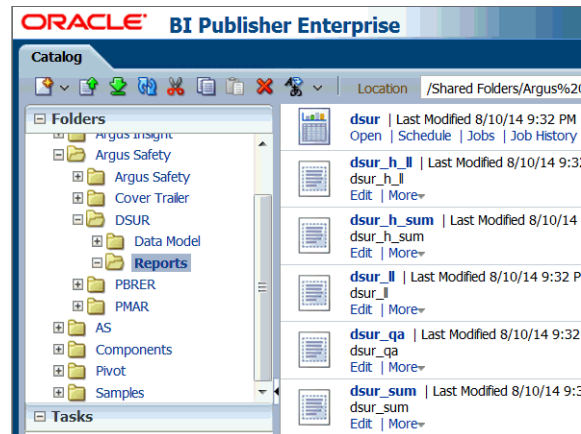 ORACLE BI Publisher Enterprise
Catalog
Location /Shared Folders/Argus%20
Folders
Argus Insight
Argus Safety
Argus Safety
Cover Trailer
DSUR
Data Model
Reports
PBRER
PMAR
AS
Components
Pivot
Samples
Tasks
dsur | Last Modified 8/10/14 9:32 PM
Open | Schedule | Jobs | Job History
dsur_h_ll | Last Modified 8/10/14 9:32
dsur_h_ll
Edit | More
dsur_h_sum | Last Modified 8/10/14
dsur_h_sum
Edit | More
dsur_ll | Last Modified 8/10/14 9:32 P
dsur_ll
Edit | More
dsur_qa | Last Modified 8/10/14 9:32
dsur_qa
Edit | More
dsur_sum | Last Modified 8/10/14 9:3
dsur_sum
Edit | More